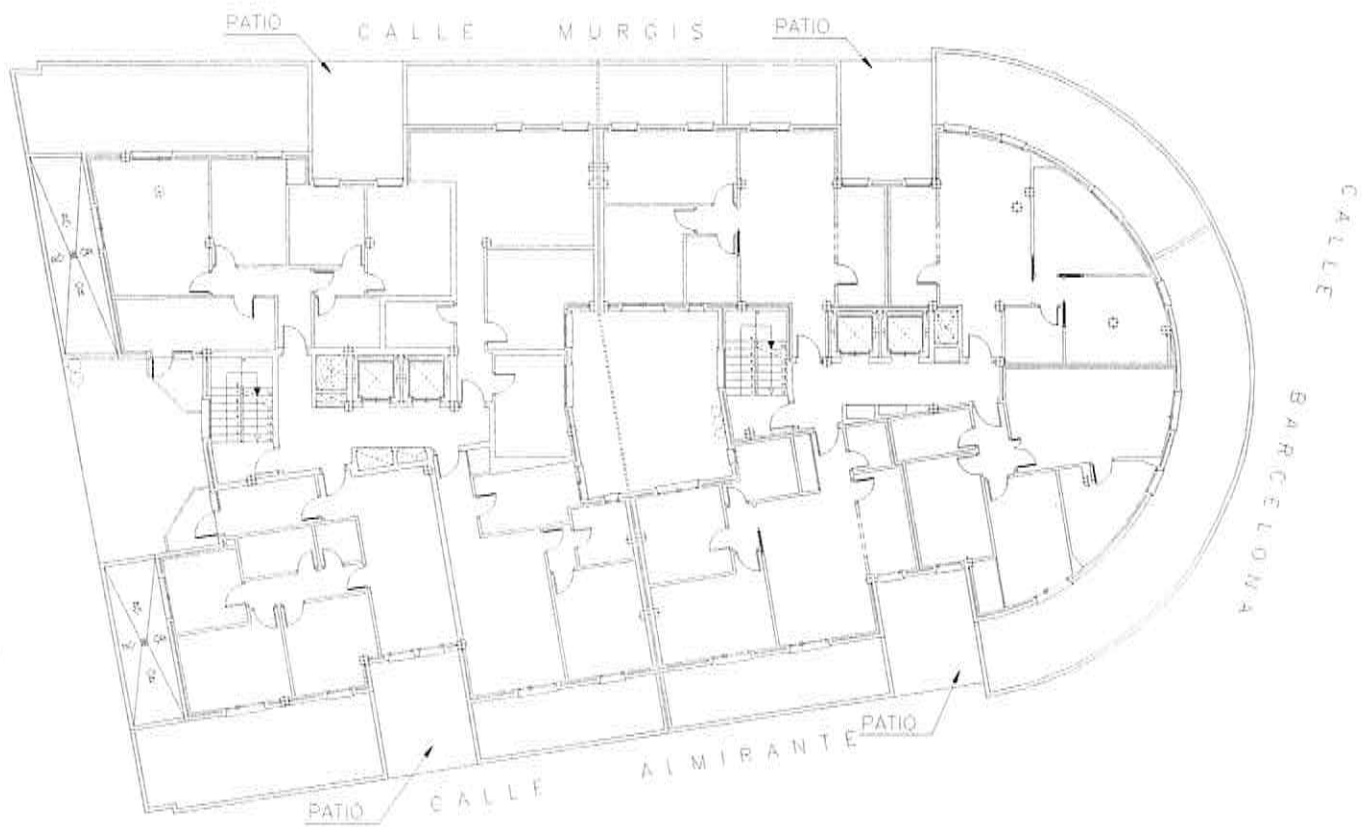 PATIO
CALLE MURGIS
PATIO
CALLE
BARCELONA
PATIO
CALLE ALMIRANTE
PATIO